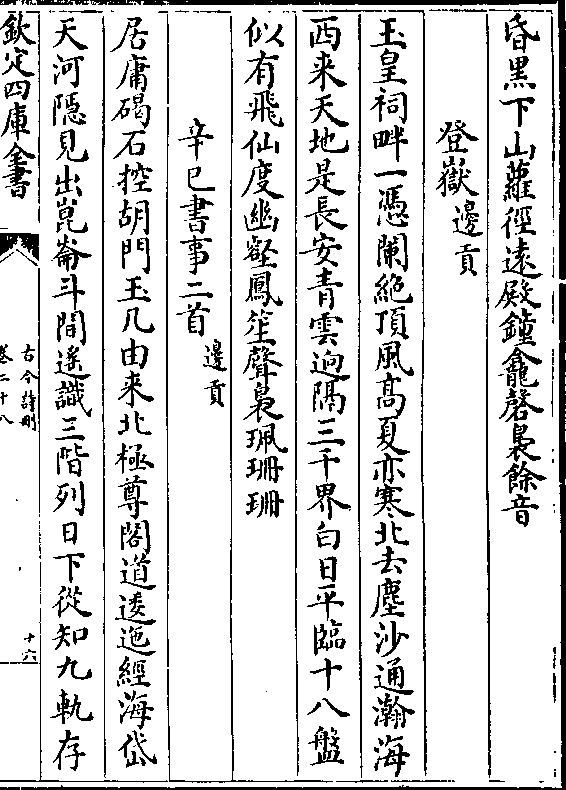 昏黑下山蘿徑遠殿鐘龕磬裊餘音
登嶽邊貢
玉皇祠畔一憑闌絶頂風髙夏亦寒北去塵沙通瀚海
西来天地是長安青雲逈隔三千界白日平臨十八盤
似有飛仙度幽壑鳳笙聲裊珮珊珊
辛巳書事二首邊貢
居庸碣石控胡門玉几由来北極尊閣道逶迤經海岱
天河隠見出崑崙斗間遙識三階列日下從知九軌存
欽定四庫全書
古今詩刪
卷二十八
十六